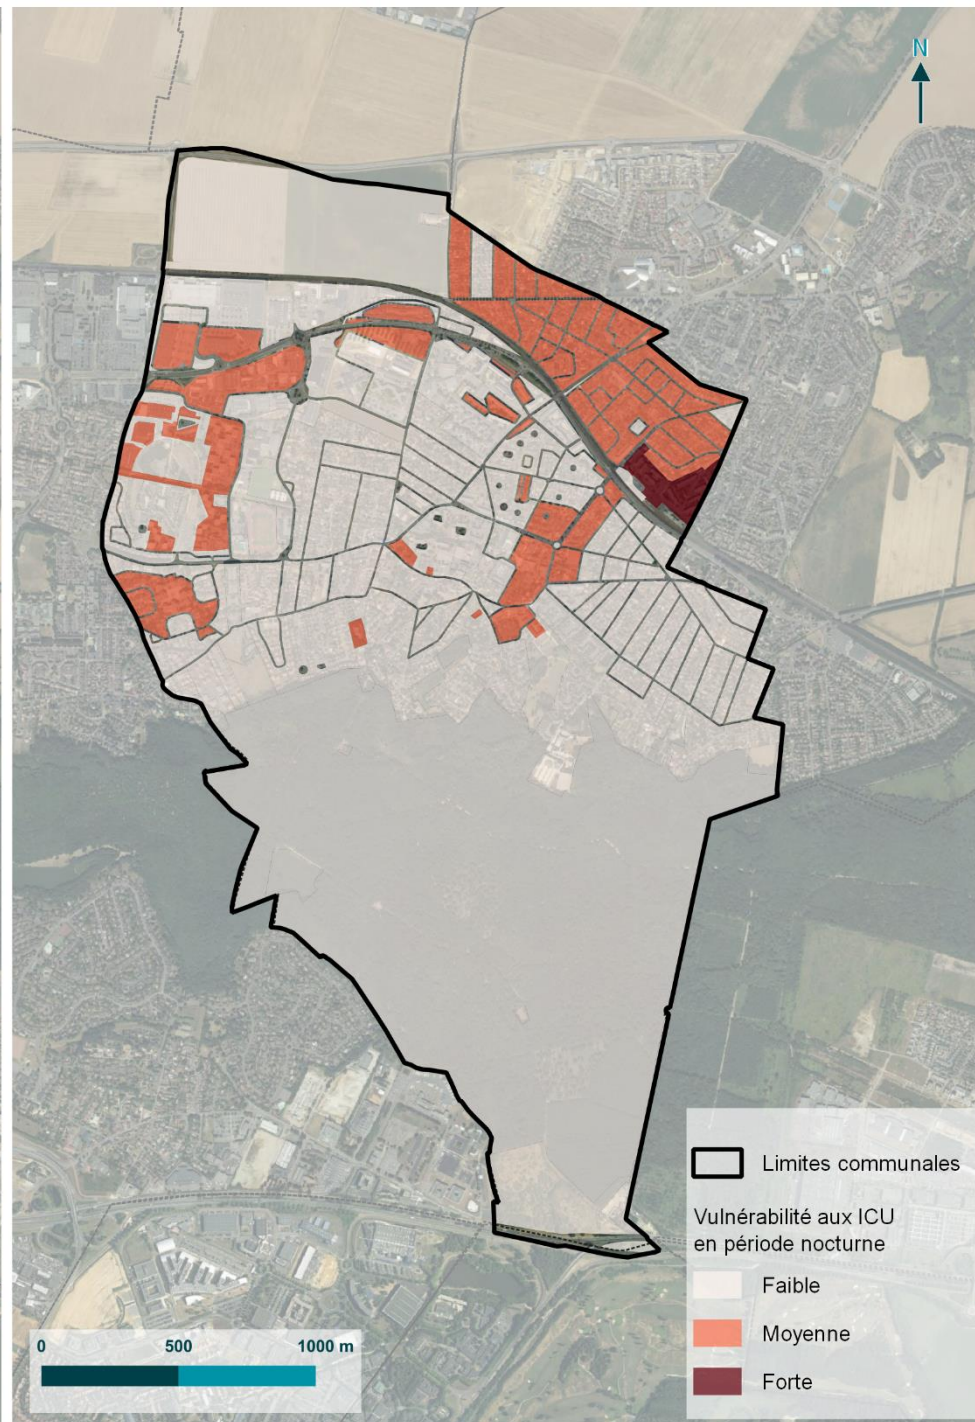 N
Limites communales
Vulnérabilité aux ICU
en période nocturne
Faible
Moyenne
Forte
0 500 1000 m